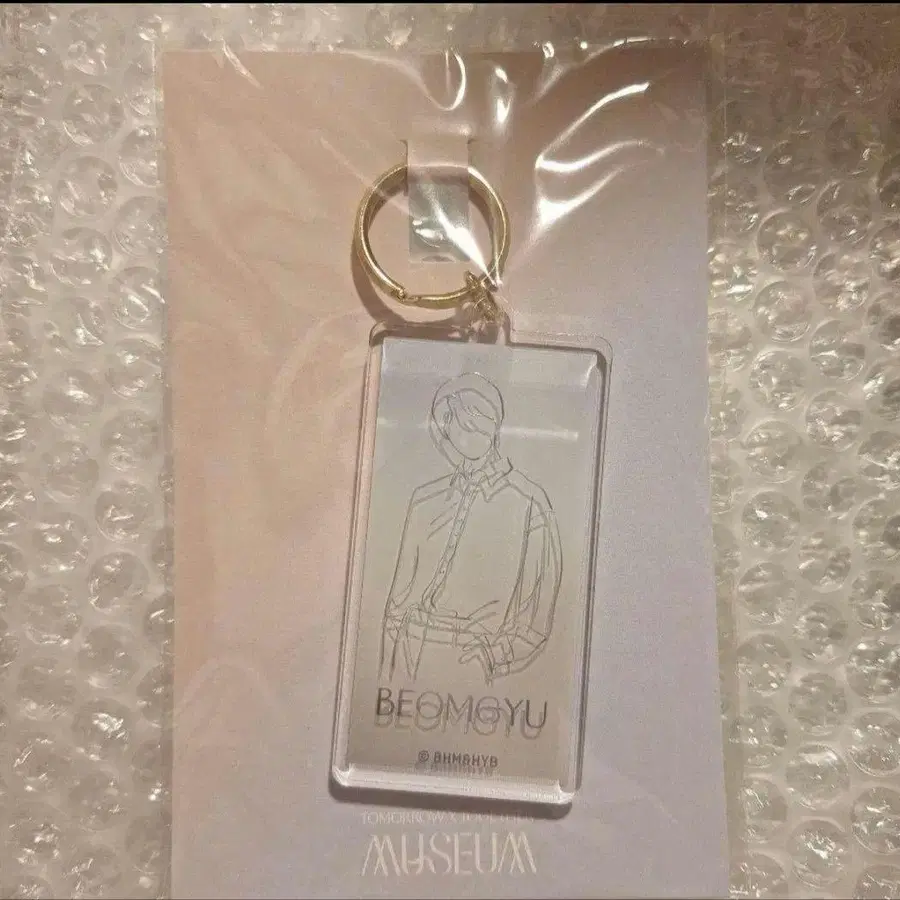 BEOMGYU
© BHM&HYB
TOMORROW X TOGETHER
MUSEUM